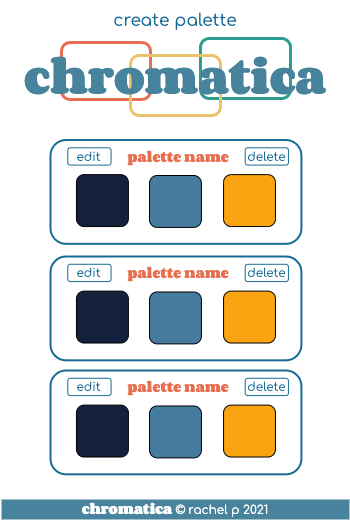 create palette
chromatica
edit palette name delete
edit palette name delete
edit palette name delete
chromatica © rachel p 2021